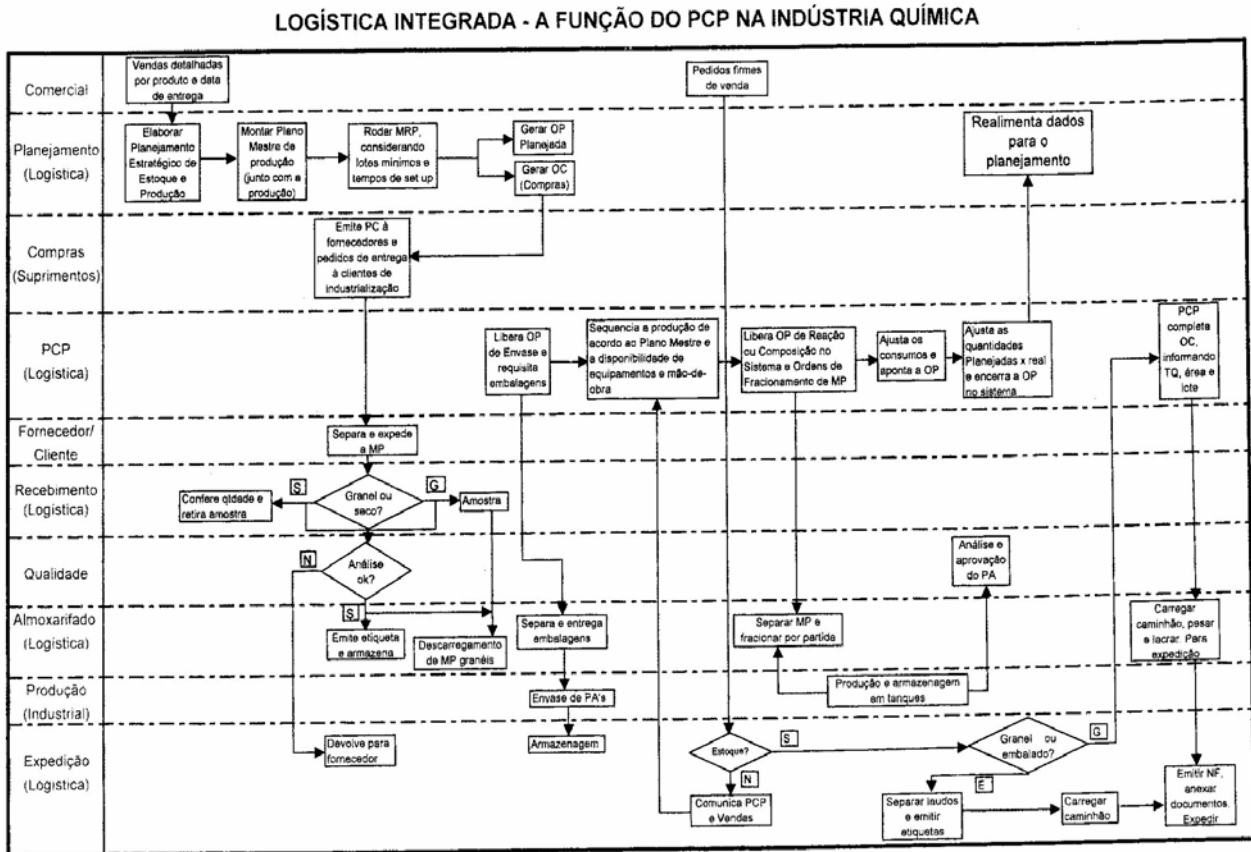 LOGÍSTICA INTEGRADA - A FUNÇÃO DO PCP NA INDÚSTRIA QUÍMICA
Comercial
Vendas detalhadas
por produto e data
de entrega
Pedidos firmes
de venda
Planejamento
(Logística)
Elaborar
Planejamento
Estratégico de
Estoque e
Produção
Montar Plano
Mestre de
produção
(junto com a
produção)
Rodar MRP,
considerando
lotes mínimos e
tempos de set up
Gerar OP
Planejada
Gerar OC
(Compras)
Realimenta dados
para o
planejamento
Compras
(Suprimentos)
Emite PC à
fornecedores e
pedidos de entrega
à clientes de
industrialização
PCP
(Logística)
Libera OP
de Envase e
requisita
embalagens
Sequencia a produção de
acordo ao Plano Mestre e
a disponibilidade de
equipamentos e mão-de-
obra
Libera OP de Reação
ou Composição no
Sistema e Ordens de
Fracionamento de MP
Ajusta os
consumos e
aponta a OP
Ajusta as
quantidades
Planejadas x real
e encerra a OP
no sistema
PCP
completa
OC,
informando
TQ, área e
lote
Fornecedor/
Cliente
Separa e expede
a MP
Recebimento
(Logística)
Confere qtdade e
retira amostra
S
Granel ou
seco?
G
Amostra
Qualidade
N
Análise
ok?
Análise e
aprovação
do PA
Almoxarifado
(Logística)
S
Emite etiqueta
e armazena
Descarregamento
de MP granéis
Separa e entrega
embalagens
Separar MP e
fracionar por partida
Carregar
caminhão, pesar
e lacrar. Para
expedição
Produção
(Industrial)
Envase de PA's
Produção e armazenagem
em tanques
Expedição
(Logística)
Devolve para
fornecedor
Armazenagem
Estoque?
S
N
Comunica PCP
e Vendas
Granel ou
embalado?
G
E
Separar laudos
e emitir
etiquetas
Carregar
caminhão
Emitir NF,
anexar
documentos.
Expedir